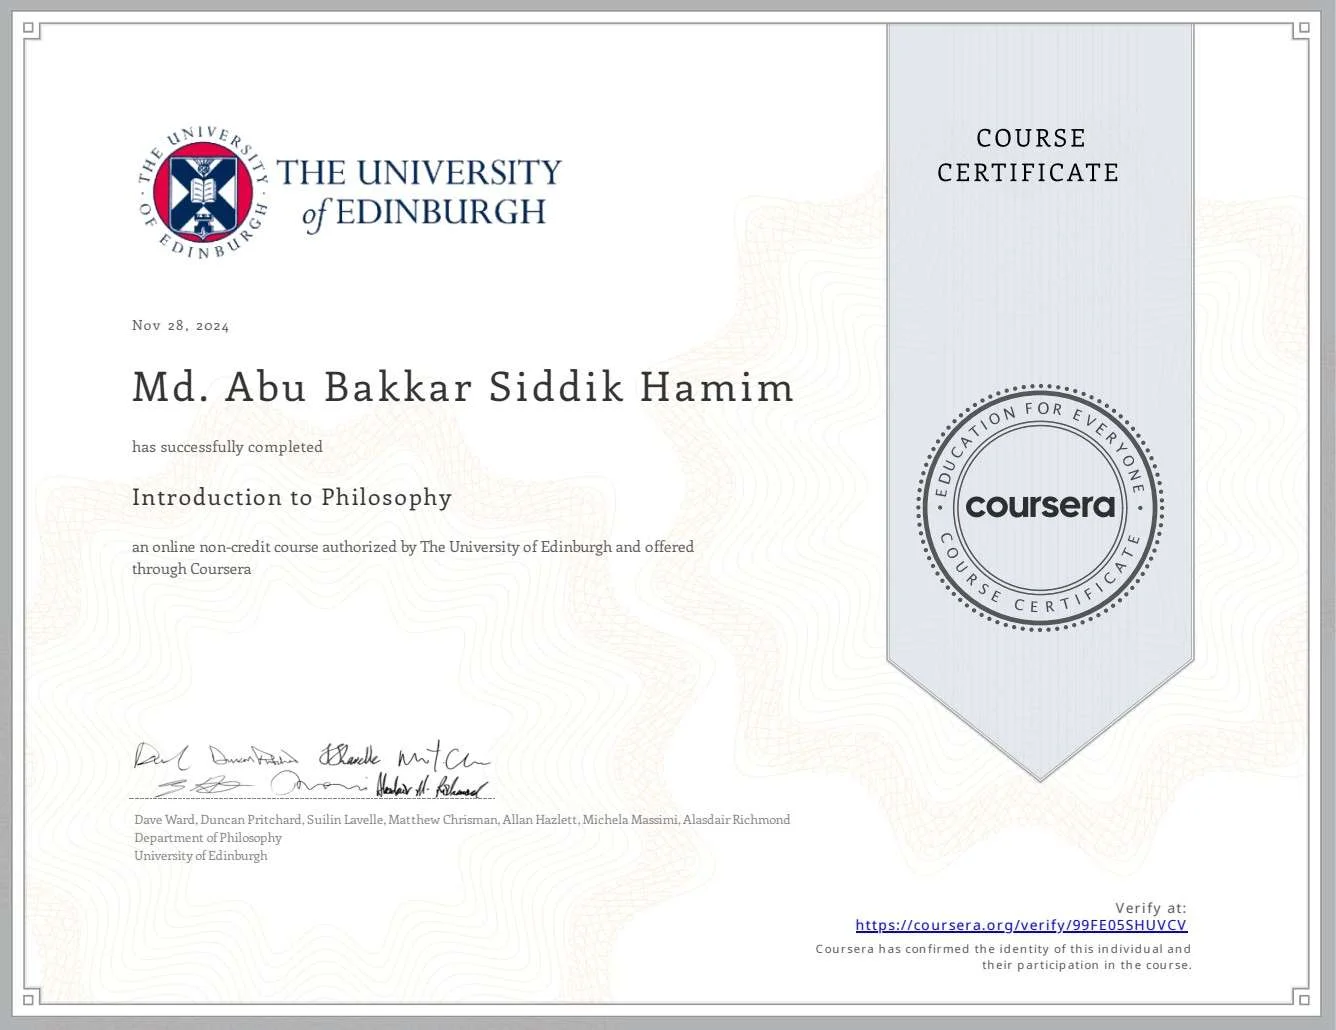 THE UNIVERSITY OF EDINBURGH
THE UNIVERSITY
of EDINBURGH
COURSE
CERTIFICATE
Nov 28, 2024
Md. Abu Bakkar Siddik Hamim
has successfully completed
Introduction to Philosophy
an online non-credit course authorized by The University of Edinburgh and offered
through Coursera
EDUCATION FOR EVERYONE
coursera
COURSE CERTIFICATE
Dave Ward, Duncan Pritchard, Suilin Lavelle, Matthew Chrisman, Allan Hazlett, Michela Massimi, Alasdair Richmond
Department of Philosophy
University of Edinburgh
Verify at:
https://coursera.org/verify/99FE05SHUVCV
Coursera has confirmed the identity of this individual and
their participation in the course.